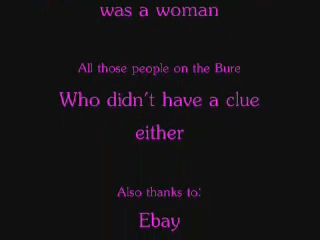 was a woman
All those people on the Bure
Who didn't have a clue
either
Also thanks to:
Ebay